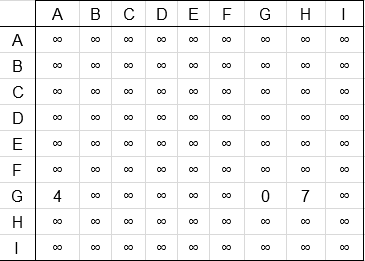 A B C D E F G H I
A ∞ ∞ ∞ ∞ ∞ ∞ ∞ ∞ ∞
B ∞ ∞ ∞ ∞ ∞ ∞ ∞ ∞ ∞
C ∞ ∞ ∞ ∞ ∞ ∞ ∞ ∞ ∞
D ∞ ∞ ∞ ∞ ∞ ∞ ∞ ∞ ∞
E ∞ ∞ ∞ ∞ ∞ ∞ ∞ ∞ ∞
F ∞ ∞ ∞ ∞ ∞ ∞ ∞ ∞ ∞
G 4 ∞ ∞ ∞ ∞ ∞ 0 7 ∞
H ∞ ∞ ∞ ∞ ∞ ∞ ∞ ∞ ∞
I ∞ ∞ ∞ ∞ ∞ ∞ ∞ ∞ ∞